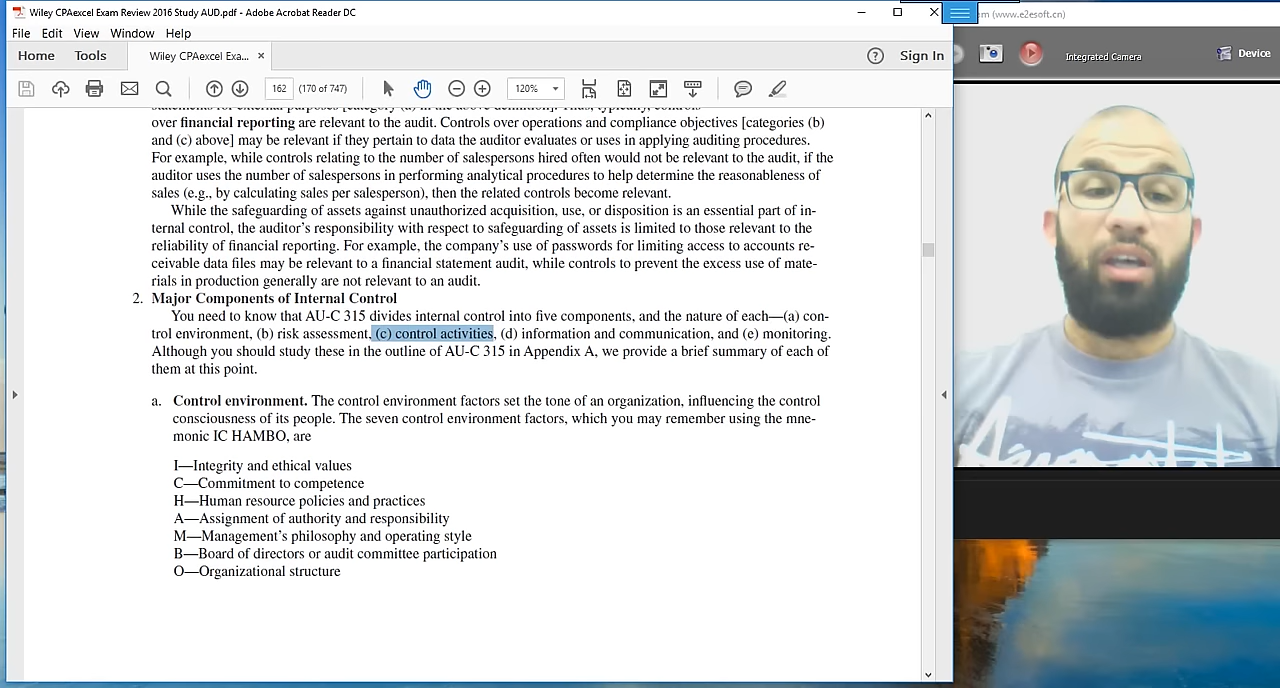 Wiley CPAexcel Exam Review 2016 Study AUD.pdf - Adobe Acrobat Reader DC
(www.e2esoft.cn)
File Edit View Window Help
Home Tools Wiley CPAexcel Exa... × Sign In
162 (170 of 747) 120%
Integrated Camera Device
over financial reporting are relevant to the audit. Controls over operations and compliance objectives [categories (b)
and (c) above] may be relevant if they pertain to data the auditor evaluates or uses in applying auditing procedures.
For example, while controls relating to the number of salespersons hired often would not be relevant to the audit, if the
auditor uses the number of salespersons in performing analytical procedures to help determine the reasonableness of
sales (e.g., by calculating sales per salesperson), then the related controls become relevant.
While the safeguarding of assets against unauthorized acquisition, use, or disposition is an essential part of in-
ternal control, the auditor's responsibility with respect to safeguarding of assets is limited to those relevant to the
reliability of financial reporting. For example, the company's use of passwords for limiting access to accounts re-
ceivable data files may be relevant to a financial statement audit, while controls to prevent the excess use of mate-
rials in production generally are not relevant to an audit.
2. Major Components of Internal Control
You need to know that AU-C 315 divides internal control into five components, and the nature of each—(a) con-
trol environment, (b) risk assessment, (c) control activities, (d) information and communication, and (e) monitoring.
Although you should study these in the outline of AU-C 315 in Appendix A, we provide a brief summary of each of
them at this point.
a. Control environment. The control environment factors set the tone of an organization, influencing the control
consciousness of its people. The seven control environment factors, which you may remember using the mne-
monic IC HAMBO, are
I—Integrity and ethical values
C—Commitment to competence
H—Human resource policies and practices
A—Assignment of authority and responsibility
M—Management's philosophy and operating style
B—Board of directors or audit committee participation
O—Organizational structure